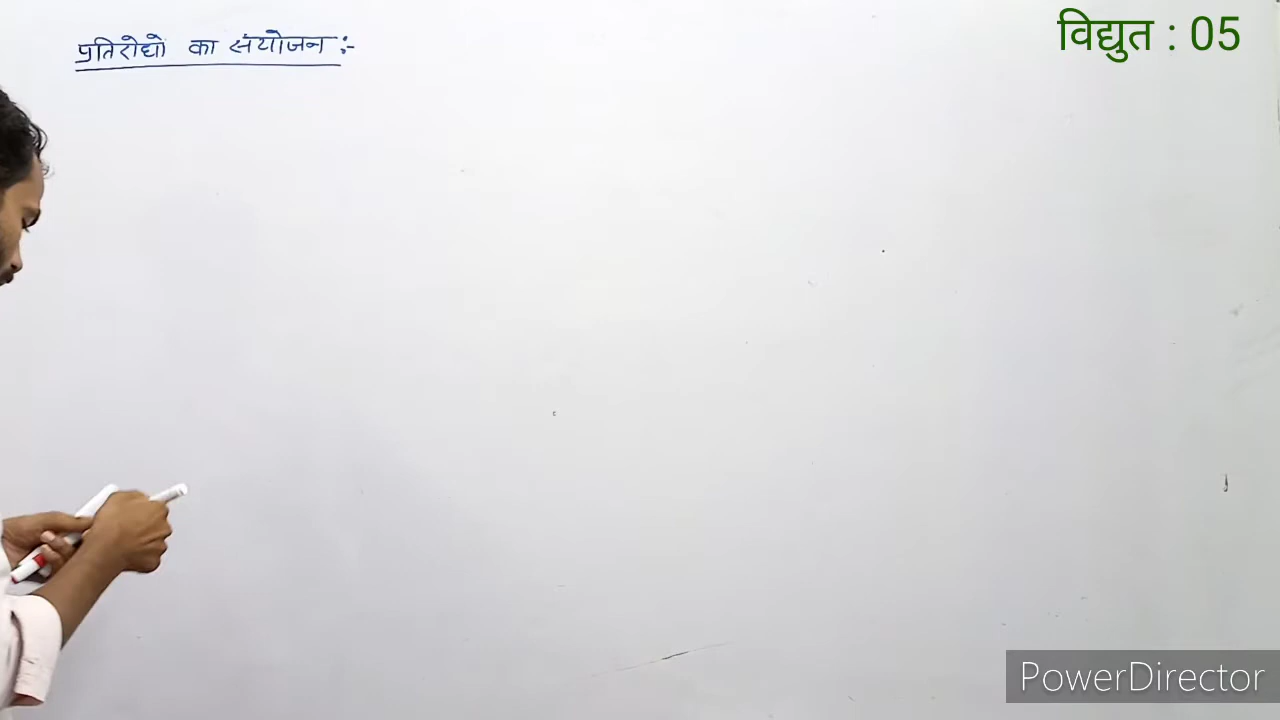 प्रतिरोधों का संयोजन :-
विद्युत : 05
PowerDirector